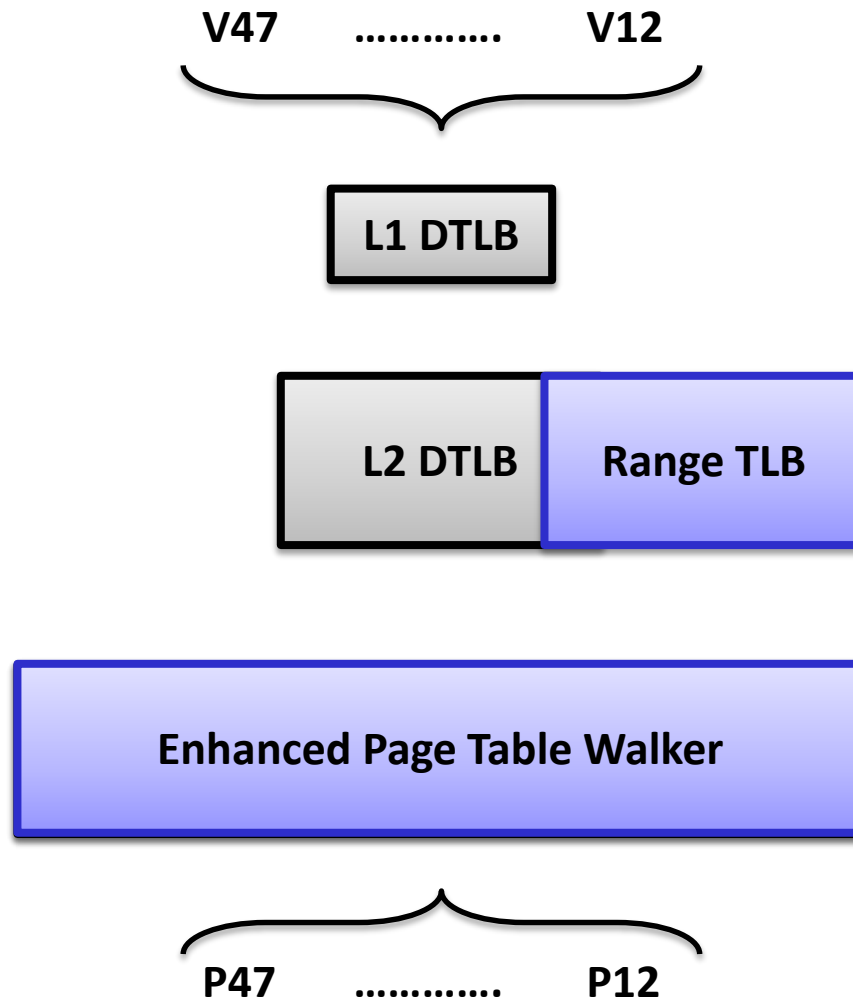 V47 …………. V12
L1 DTLB
L2 DTLB Range TLB
Enhanced Page Table Walker
P47 …………. P12